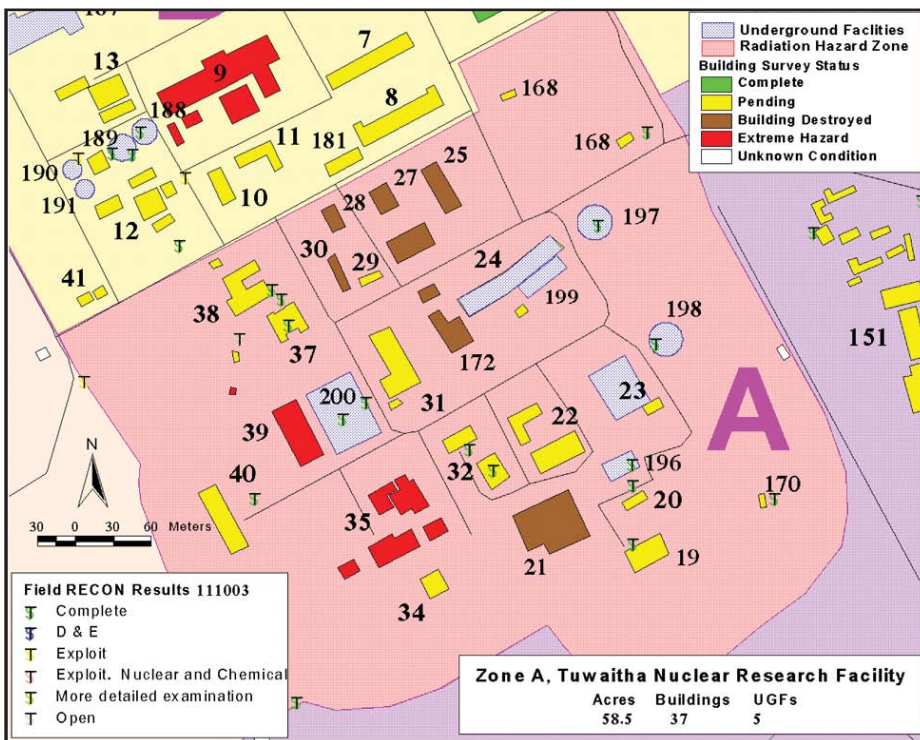 187
13
9
7
188
8
189
11
181
190
10
191
12
41
168
168
25
27
28
30
29
24
197
199
198
38
37
172
151
31
200
39
40
22
23
32
196
35
20
170
21
19
34
A
Underground Facilities
Radiation Hazard Zone
Building Survey Status
Complete
Pending
Building Destroyed
Extreme Hazard
Unknown Condition
N
30 0 30 60 Meters
Field RECON Results 111003
Complete
D & E
Exploit
Exploit. Nuclear and Chemical
More detailed examination
Open
Zone A, Tuwaitha Nuclear Research Facility
Acres Buildings UGFs
58.5 37 5